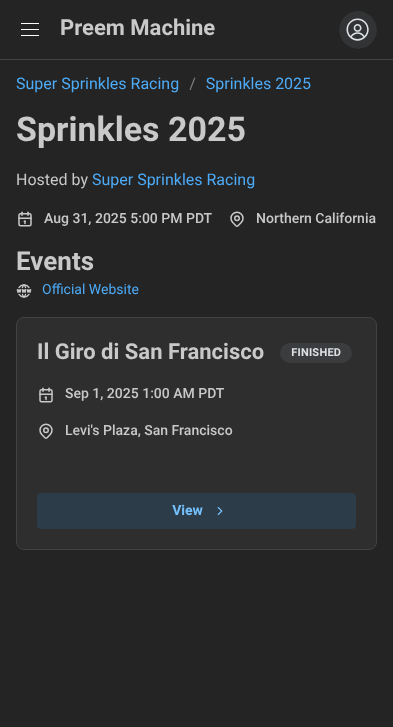 Preem Machine
Super Sprinkles Racing / Sprinkles 2025
Sprinkles 2025
Hosted by Super Sprinkles Racing
Aug 31, 2025 5:00 PM PDT Northern California
Events
Official Website
Il Giro di San Francisco FINISHED
Sep 1, 2025 1:00 AM PDT
Levi's Plaza, San Francisco
View